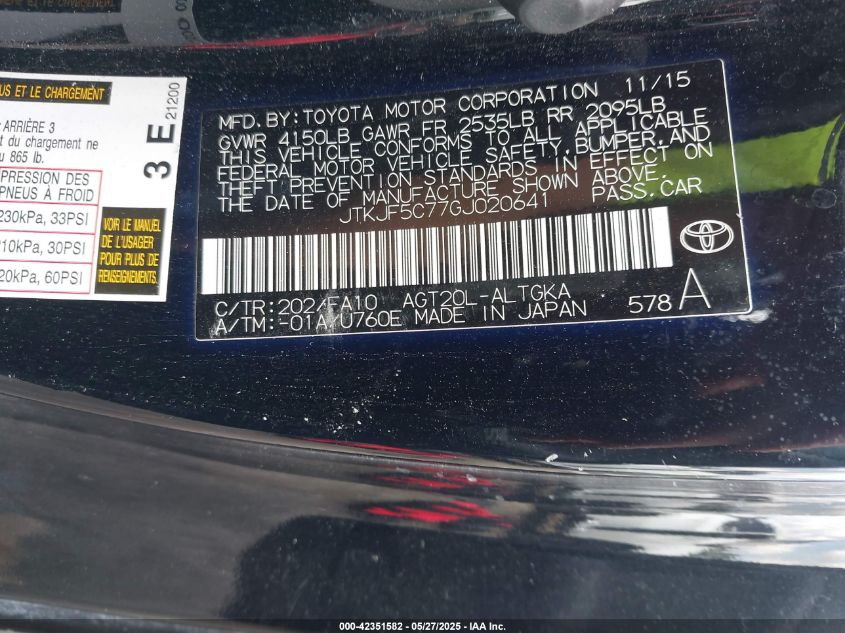 US ET LE CHARGEMENT
ARRIÈRE 3
t du chargement ne
u 865 lb.
PRESSION DES
PNEUS À FROID
230kPa, 33PSI
10kPa, 30PSI
20kPa, 60PSI
VOIR LE MANUEL
DE L'USAGER
POUR PLUS DE
RENSEIGNEMENTS.
3 E
21200
MFD.BY:TOYOTA MOTOR CORPORATION 11/15
GVWR 4150LB GAWR FR 2535LB RR 2095LB
THIS VEHICLE CONFORMS TO ALL APPLICABLE
FEDERAL MOTOR VEHICLE SAFETY,BUMPER,AND
THEFT PREVENTION STANDARDS IN EFFECT ON
THE DATE OF MANUFACTURE SHOWN ABOVE.
JTKJF5C77GJ020641 PASS.CAR
C/TR:202/FA10 AGT20L-ALTGKA
A/TM:-01A/U760E MADE IN JAPAN 578 A
000-42351582 - 05/27/2025 - IAA Inc.